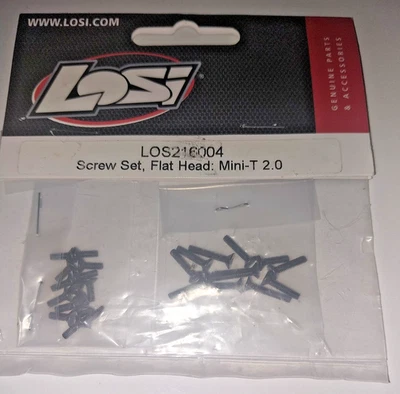 WWW.LOSI.COM
LOSI
GENUINE PARTS
& ACCESSORIES
LOS216004
Screw Set, Flat Head: Mini-T 2.0